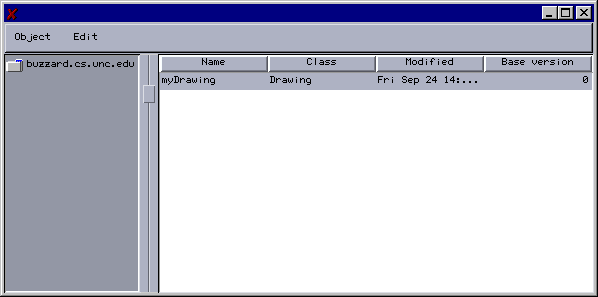 Object Edit
buzzard.cs.unc.edu
Name Class Modified Base version
myDrawing Drawing Fri Sep 24 14:... 0